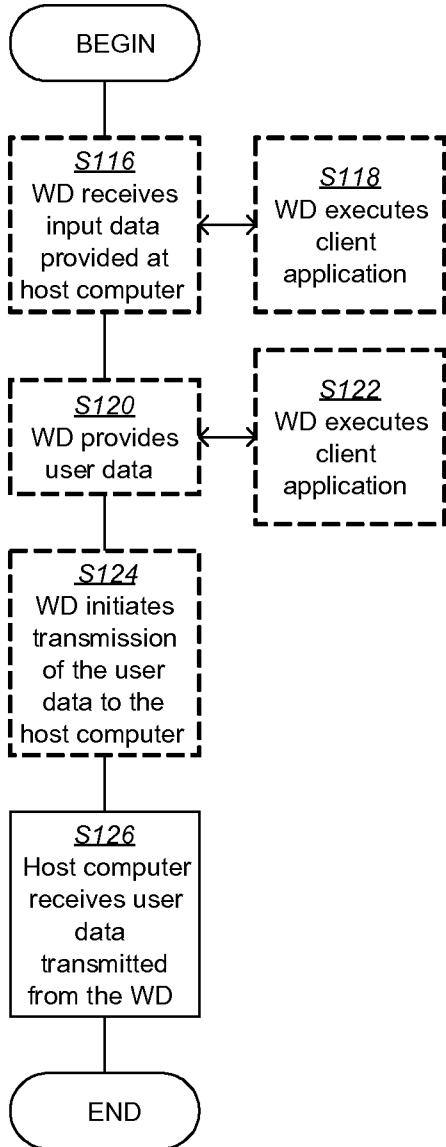 BEGIN
S116
WD receives
input data
provided at
host computer
S118
WD executes
client
application
S120
WD provides
user data
S122
WD executes
client
application
S124
WD initiates
transmission
of the user
data to the
host computer
S126
Host computer
receives user
data
transmitted
from the WD
END